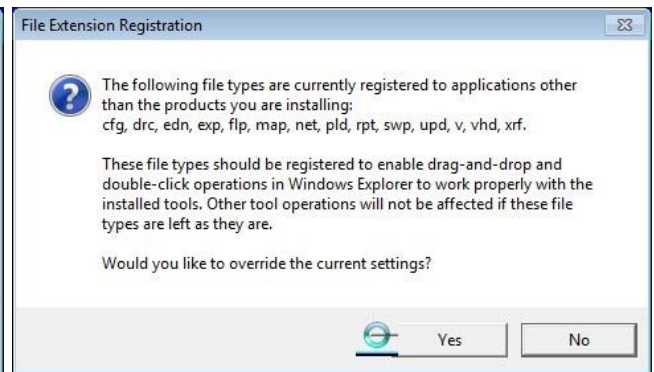 File Extension Registration
The following file types are currently registered to applications other
than the products you are installing:
cfg, drc, edn, exp, flp, map, net, pld, rpt, swp, upd, v, vhd, xrf.
These file types should be registered to enable drag-and-drop and
double-click operations in Windows Explorer to work properly with the
installed tools. Other tool operations will not be affected if these file
types are left as they are.
Would you like to override the current settings?
Yes No